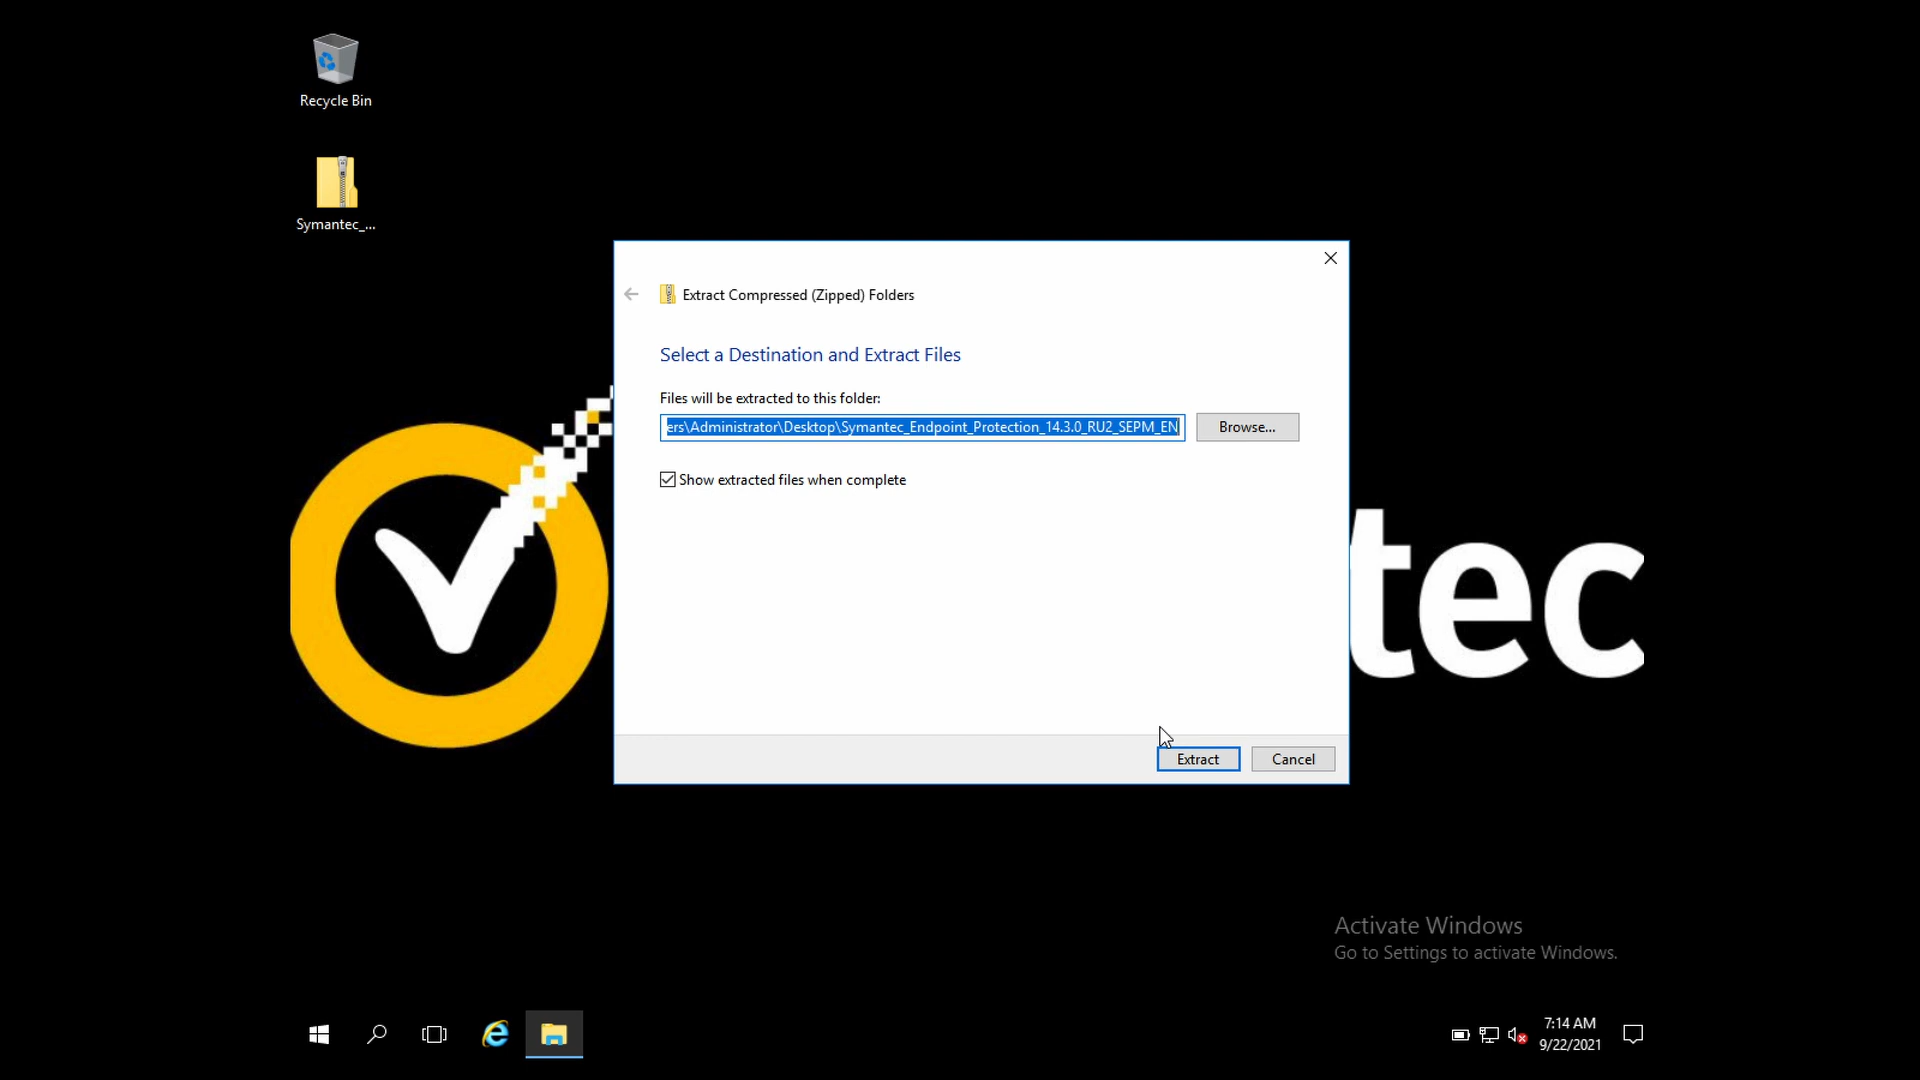 Recycle Bin
Symantec_...
Extract Compressed (Zipped) Folders
Select a Destination and Extract Files
Files will be extracted to this folder:
ers\Administrator\Desktop\Symantec_Endpoint_Protection_14.3.0_RU2_SEPM_EN
Browse...
Show extracted files when complete
tec
Extract
Cancel
Activate Windows
Go to Settings to activate Windows.
7:14 AM
9/22/2021